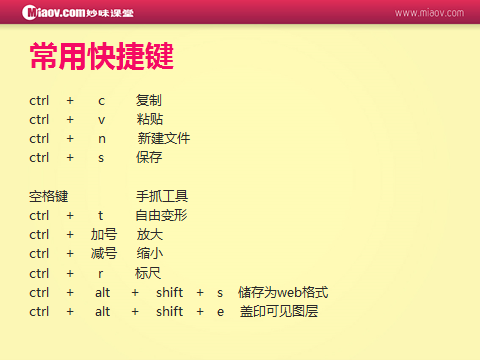 Miaov.com妙味课堂
www.miaov.com
常用快捷键
ctrl + c 复制
ctrl + v 粘贴
ctrl + n 新建文件
ctrl + s 保存
空格键 手抓工具
ctrl + t 自由变形
ctrl + 加号 放大
ctrl + 减号 缩小
ctrl + r 标尺
ctrl + alt + shift + s 储存为web格式
ctrl + alt + shift + e 盖印可见图层